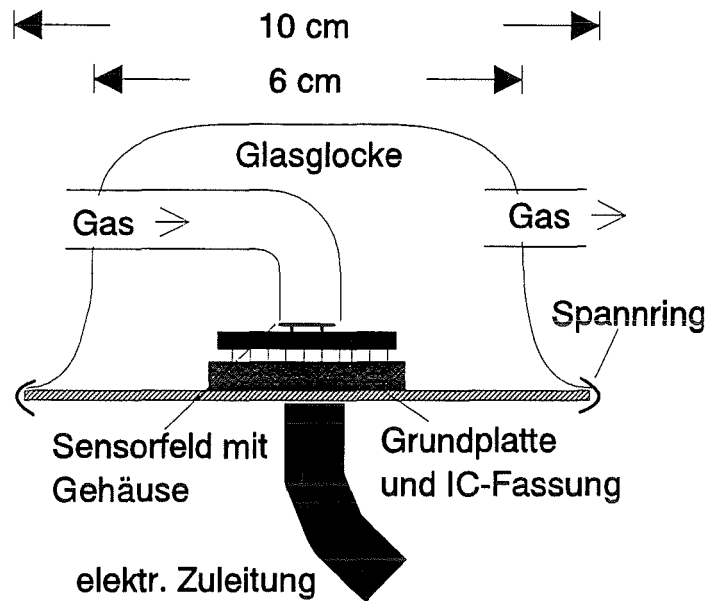 10 cm
6 cm
Glasglocke
Gas
Gas
Spannring
Sensorfeld mit
Gehäuse
Grundplatte
und IC-Fassung
elektr. Zuleitung